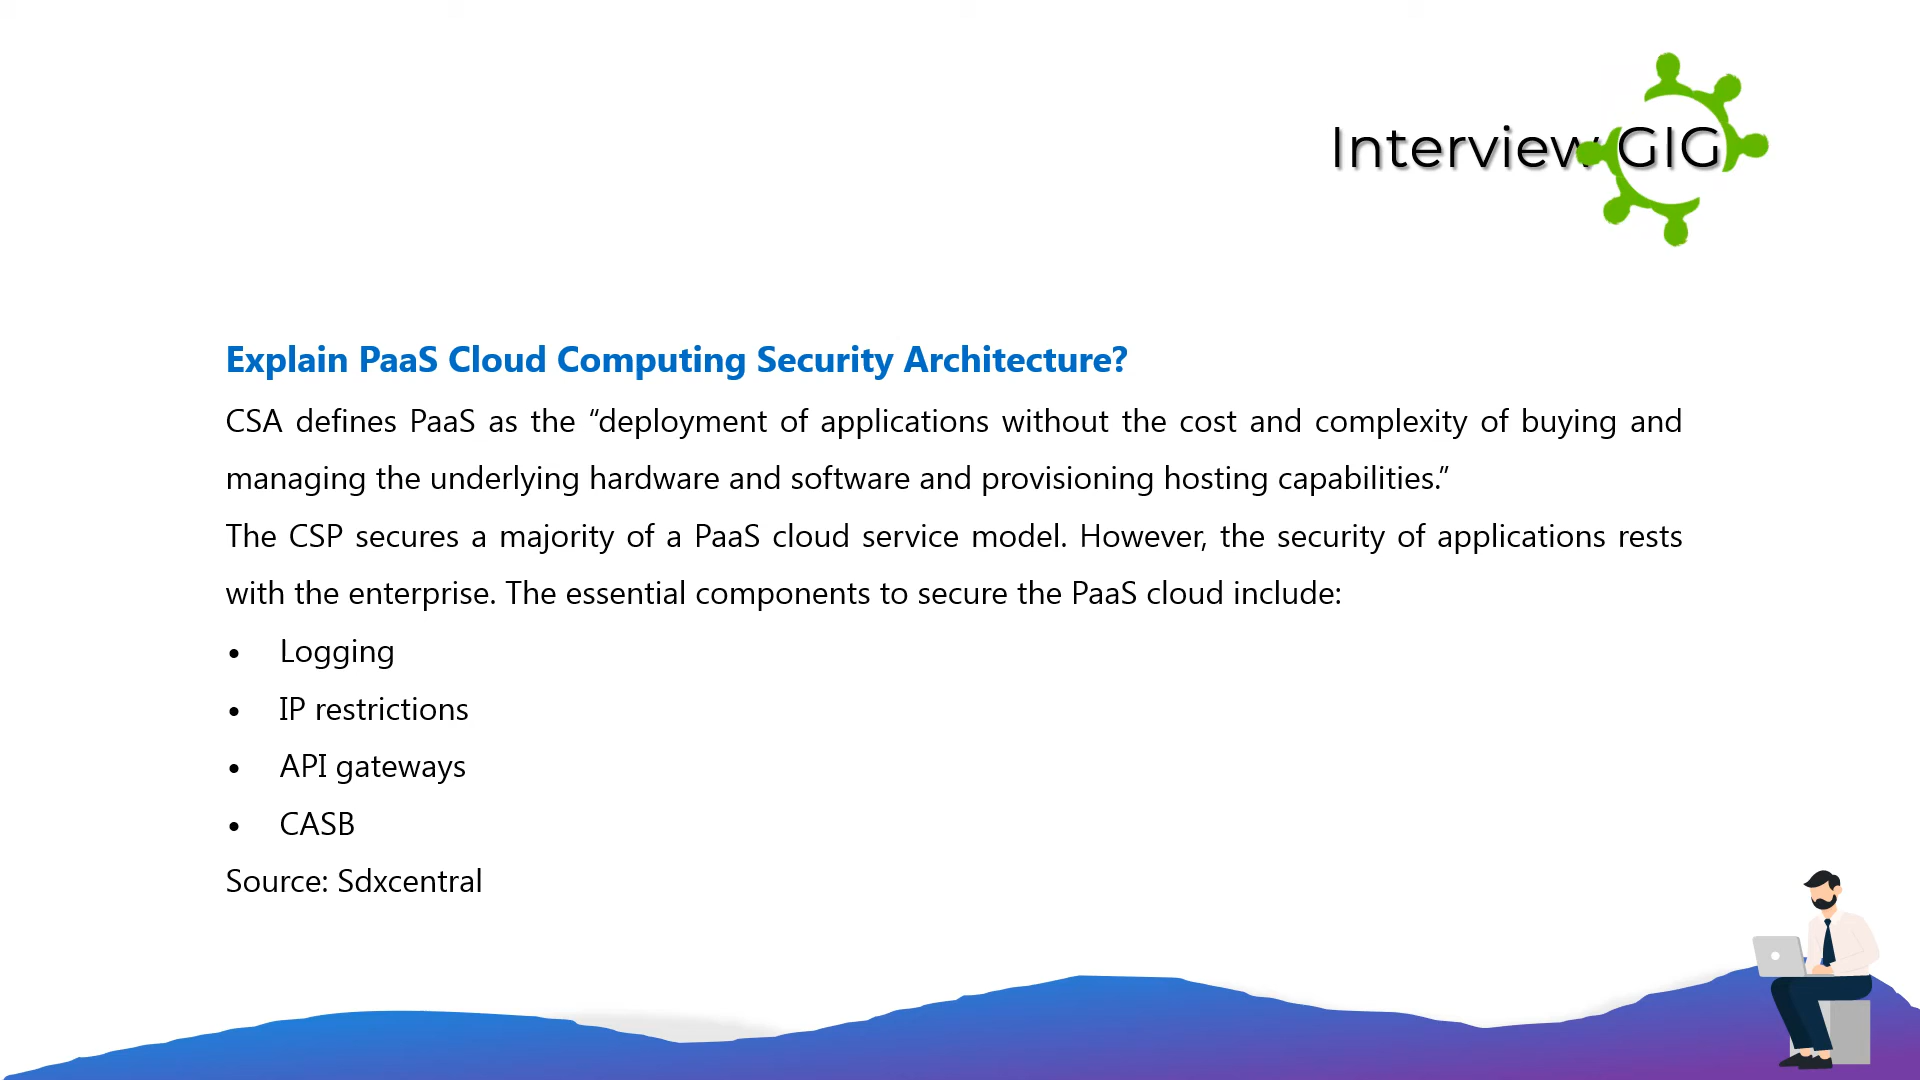 Interview GIG
Explain PaaS Cloud Computing Security Architecture?
CSA defines PaaS as the “deployment of applications without the cost and complexity of buying and
managing the underlying hardware and software and provisioning hosting capabilities.”
The CSP secures a majority of a PaaS cloud service model. However, the security of applications rests
with the enterprise. The essential components to secure the PaaS cloud include:
• Logging
• IP restrictions
• API gateways
• CASB
Source: Sdxcentral